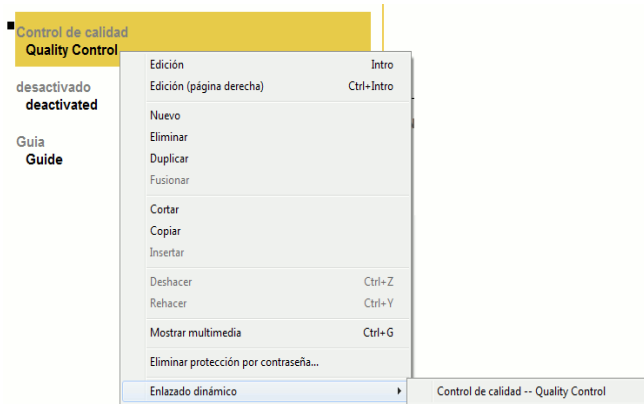 Control de calidad
Quality Control
desactivado
deactivated
Guia
Guide
Edición Intro
Edición (página derecha) Ctrl+Intro
Nuevo
Eliminar
Duplicar
Fusionar
Cortar
Copiar
Insertar
Deshacer Ctrl+Z
Rehacer Ctrl+Y
Mostrar multimedia Ctrl+G
Eliminar protección por contraseña...
Enlazado dinámico
Control de calidad -- Quality Control